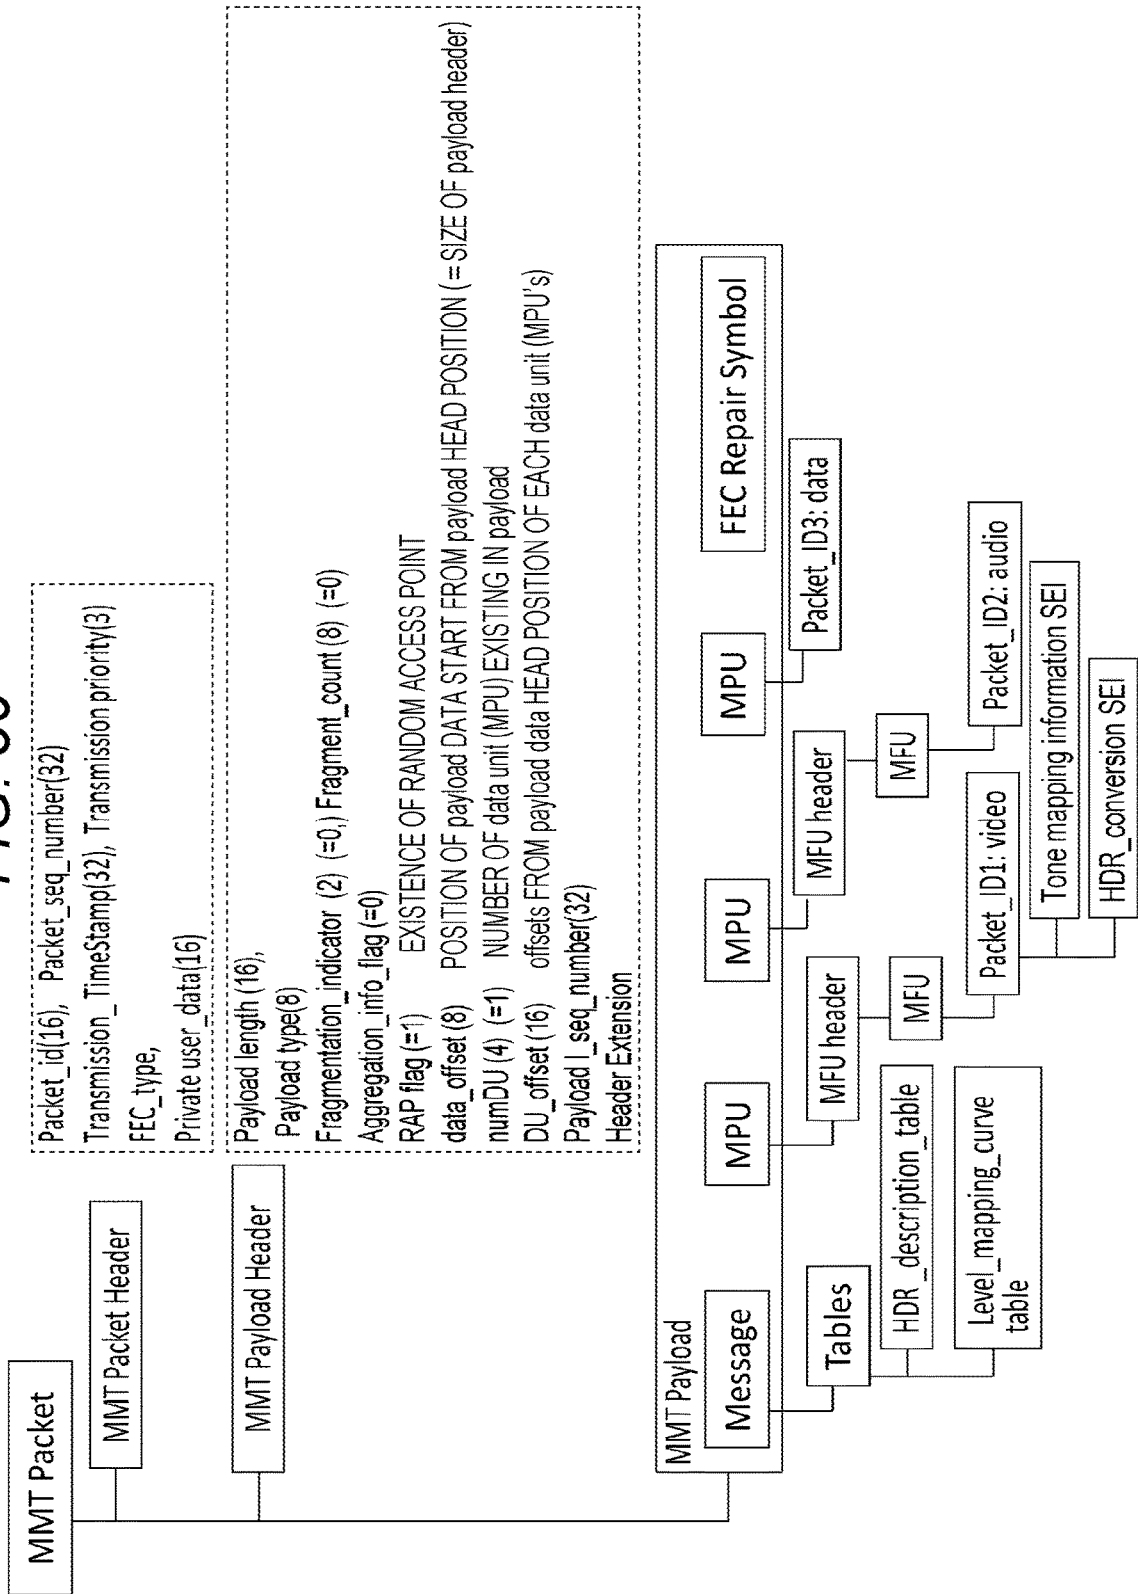 MMT Packet
MMT Packet Header
Packet_id(16), Packet_seq_number(32)
Transmission_TimeStamp(32), Transmission priority(3)
FEC_type,
Private user_data(16)
MMT Payload Header
Payload length (16),
Payload type(8)
Fragmentation_indicator (2) (=0,) Fragment_count (8) (=0)
Aggregation_info_flag (=0)
RAP flag (=1) EXISTENCE OF RANDOM ACCESS POINT
data_offset (8) POSITION OF payload DATA START FROM payload HEAD POSITION (= SIZE OF payload header)
numDU (4) (=1) NUMBER OF data unit (MPU) EXISTING IN payload
DU_offset (16) offsets FROM payload data HEAD POSITION OF EACH data unit (MPU's)
Payload l_seq_number(32)
Header Extension
MMT Payload
Message
MPU
MPU
MPU
FEC Repair Symbol
Tables
HDR_description_table
Level_mapping_curve
table
MFU header
MFU
Packet_ID1: video
Tone mapping information SEI
HDR_conversion SEI
MFU header
MFU
Packet_ID2: audio
Packet_ID3: data